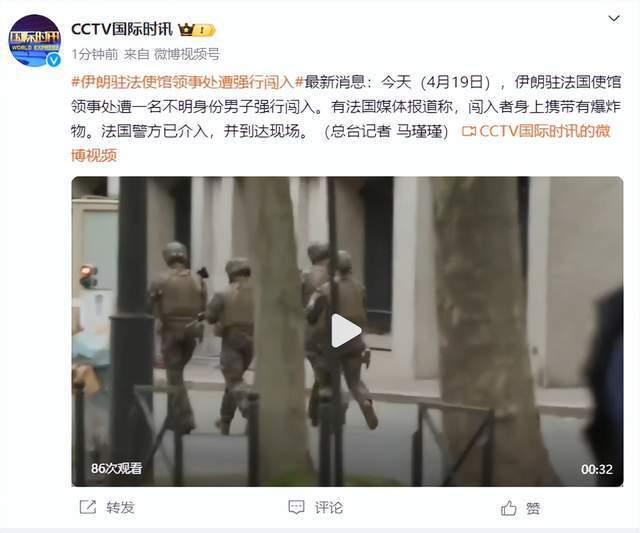 国际时讯
WORLD EXPRESS
CCTV国际时讯
1分钟前 来自 微博视频号
#伊朗驻法使馆领事处遭强行闯入#最新消息：今天（4月19日），伊朗驻法国使馆
领事处遭一名不明身份男子强行闯入。有法国媒体报道称，闯入者身上携带有爆炸
物。法国警方已介入，并到达现场。（总台记者 马瑾瑾）CCTV国际时讯的微
博视频
86次观看
00:32
转发
评论
赞